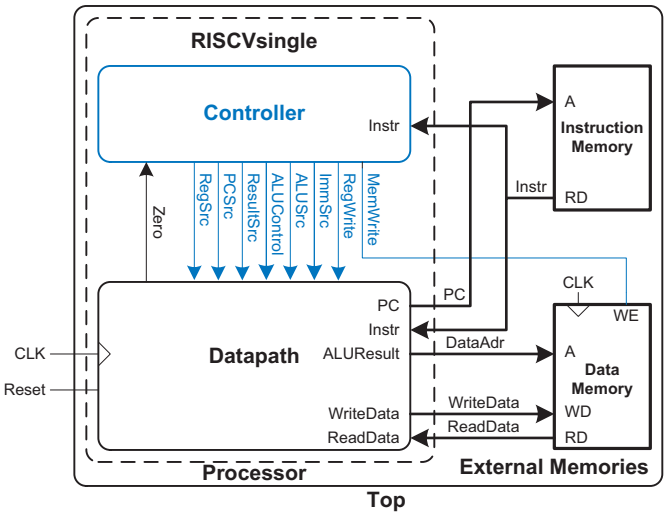 RISCVsingle
Controller
Instr
A
Instruction
Memory
RD
Instr
Zero
RegSrc
PCSrc
ResultSrc
ALUControl
ALUSrc
ImmSrc
RegWrite
MemWrite
CLK
WE
PC
PC
Instr
CLK
Datapath
ALUResult
DataAdr
A
Data
Memory
Reset
WriteData
WriteData
WD
ReadData
ReadData
RD
Processor
External Memories
Top